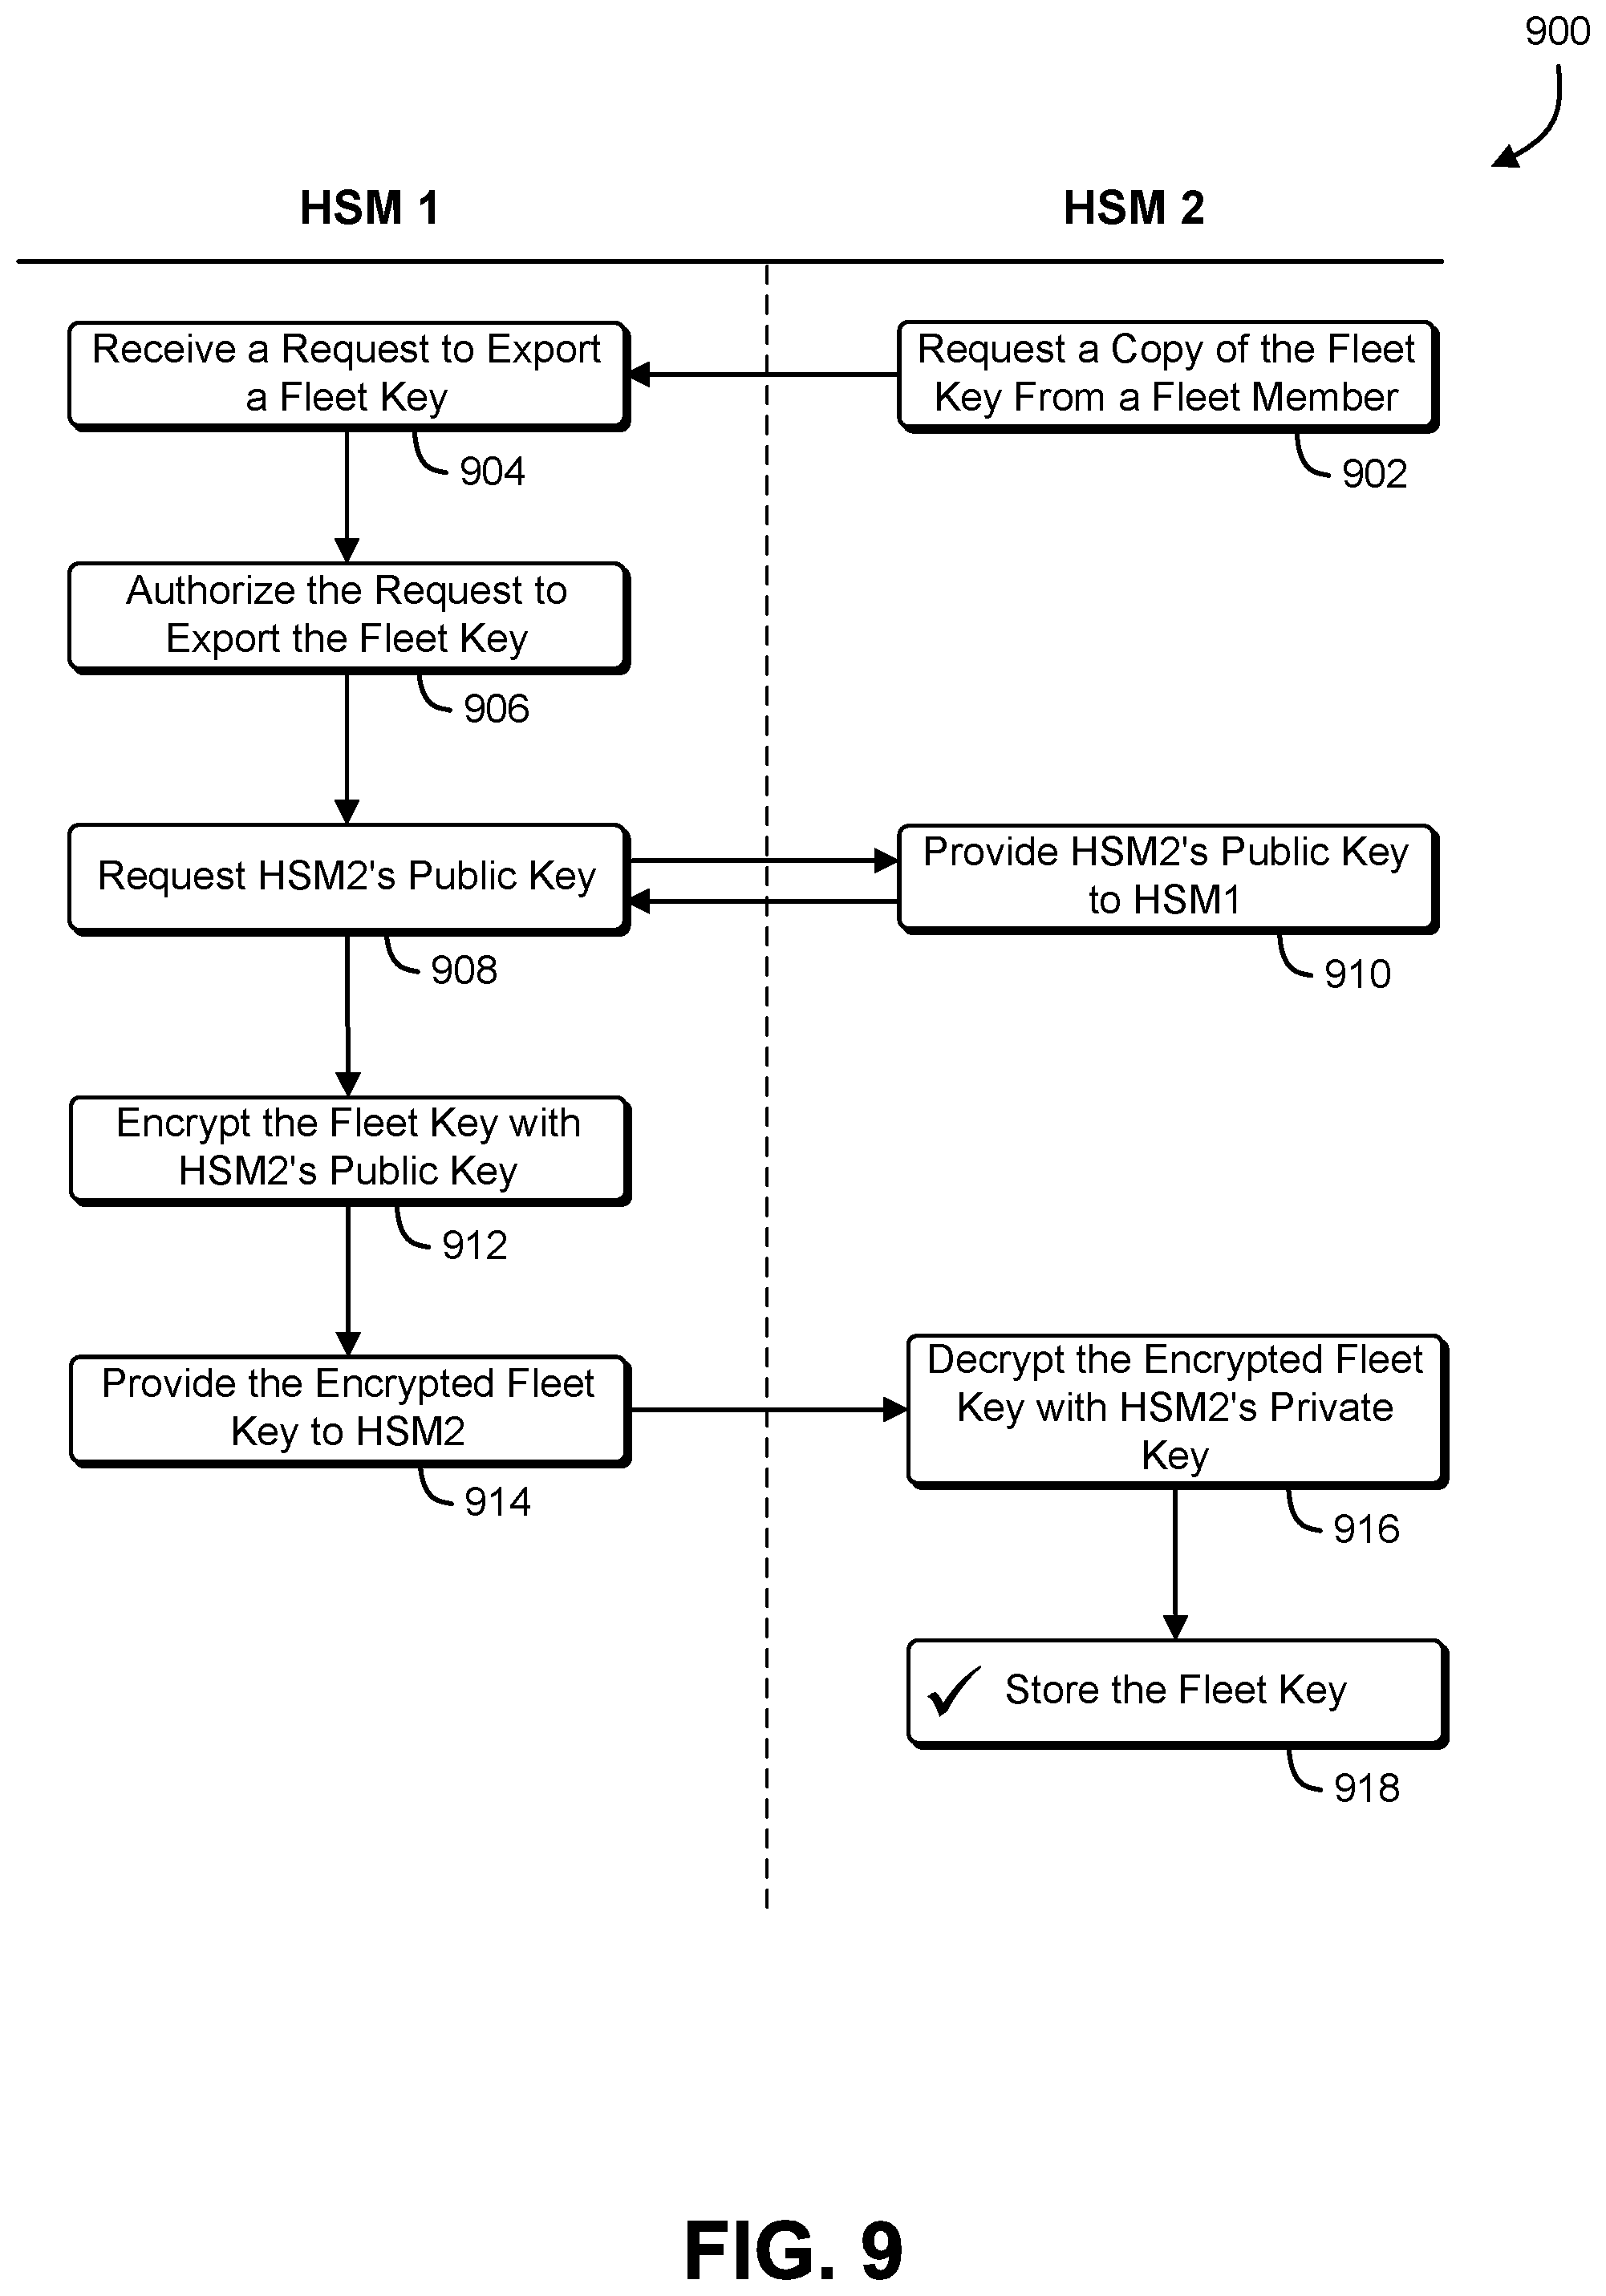 900
HSM 1
HSM 2
Receive a Request to Export
a Fleet Key
904
Request a Copy of the Fleet
Key From a Fleet Member
902
Authorize the Request to
Export the Fleet Key
906
Request HSM2's Public Key
908
Provide HSM2's Public Key
to HSM1
910
Encrypt the Fleet Key with
HSM2's Public Key
912
Provide the Encrypted Fleet
Key to HSM2
914
Decrypt the Encrypted Fleet
Key with HSM2's Private
Key
916
Store the Fleet Key
918
FIG. 9